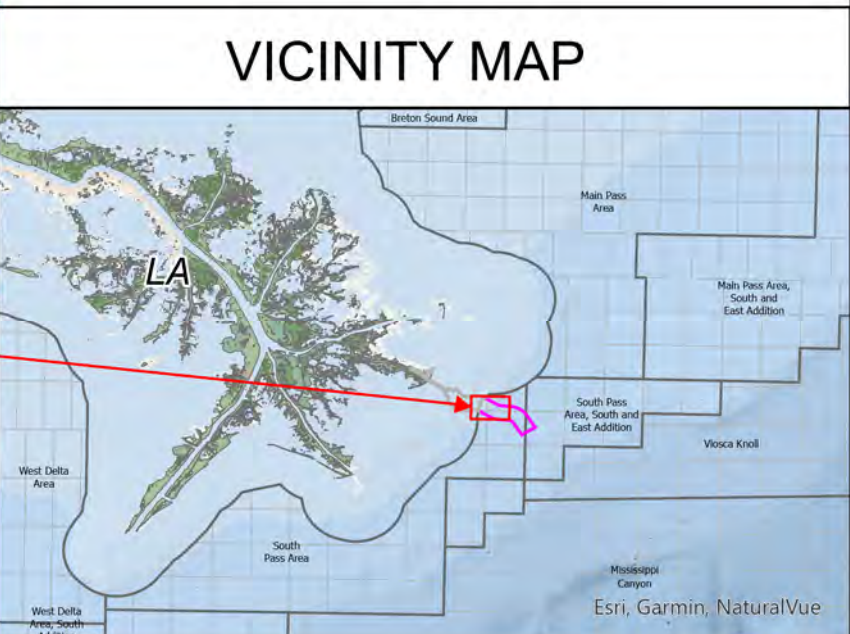 VICINITY MAP
Breton Sound Area
Main Pass
Area
LA
Main Pass Area,
South and
East Addition
South Pass
Area, South and
East Addition
Viosca Knoll
West Delta
Area
South
Pass Area
Mississippi
Canyon
Esri, Garmin, NaturalVue
West Delta
Area, South